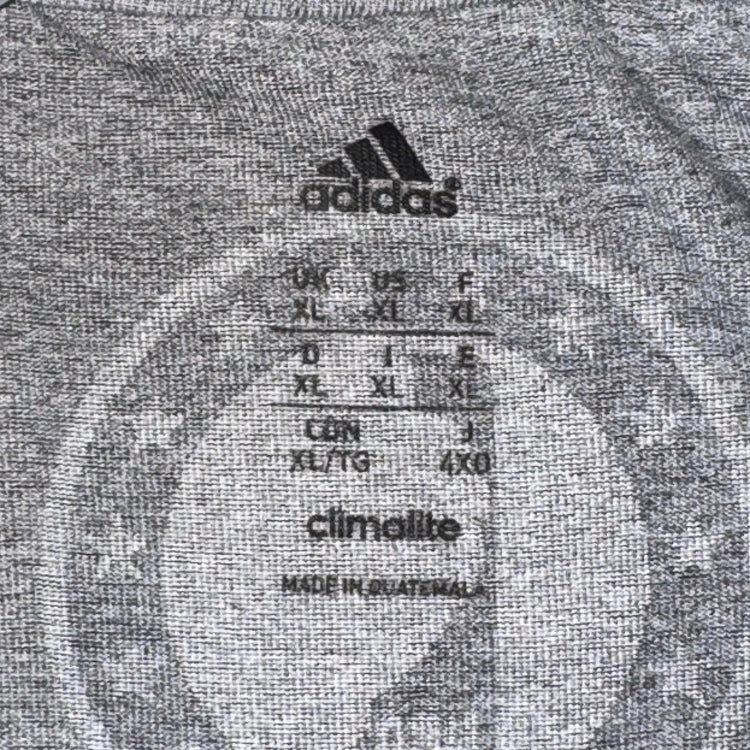 adidas
UK US F
XL XL XL
D I E
XL XL XL
CDN J
XL/TG 4XO
climalite
MADE IN GUATEMALA